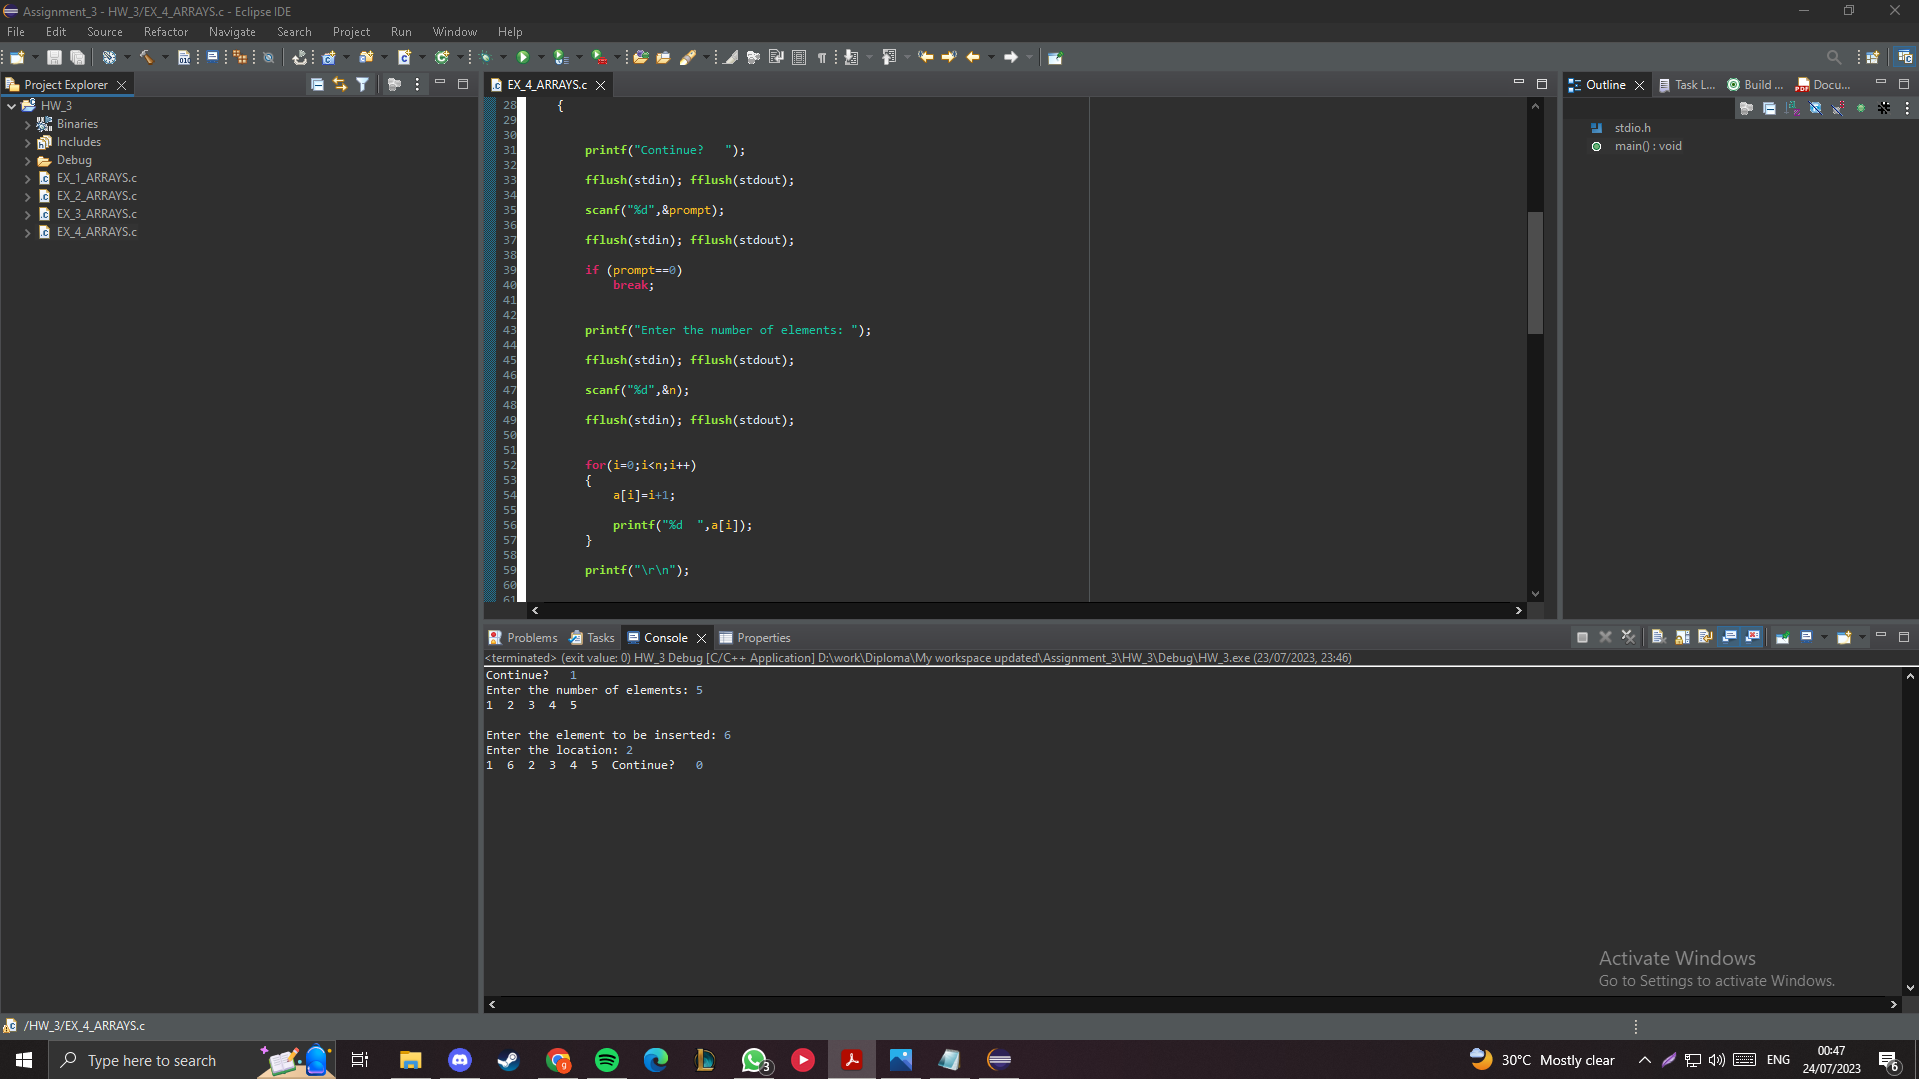 Assignment_3 - HW_3/EX_4_ARRAYS.c - Eclipse IDE
File Edit Source Refactor Navigate Search Project Run Window Help
Project Explorer
HW_3
Binaries
Includes
Debug
EX_1_ARRAYS.c
EX_2_ARRAYS.c
EX_3_ARRAYS.c
EX_4_ARRAYS.c
EX_4_ARRAYS.c
28 {
29
30
31 printf("Continue?   ");
32
33 fflush(stdin); fflush(stdout);
34
35 scanf("%d",&prompt);
36
37 fflush(stdin); fflush(stdout);
38
39 if (prompt==0)
40 break;
41
42
43 printf("Enter the number of elements: ");
44
45 fflush(stdin); fflush(stdout);
46
47 scanf("%d",&n);
48
49 fflush(stdin); fflush(stdout);
50
51
52 for(i=0;i<n;i++)
53 {
54 a[i]=i+1;
55
56 printf("%d  ",a[i]);
57 }
58
59 printf("\r\n");
60
61
Outline Task L... Build ... Docu...
stdio.h
main() : void
Problems Tasks Console Properties
<terminated> (exit value: 0) HW_3 Debug [C/C++ Application] D:\work\Diploma\My workspace updated\Assignment_3\HW_3\Debug\HW_3.exe (23/07/2023, 23:46)
Continue?   1
Enter the number of elements: 5
1  2  3  4  5
Enter the element to be inserted: 6
Enter the location: 2
1  6  2  3  4  5  Continue?   0
Activate Windows
Go to Settings to activate Windows.
/HW_3/EX_4_ARRAYS.c
Type here to search
3
30°C Mostly clear
ENG
00:47
24/07/2023
6